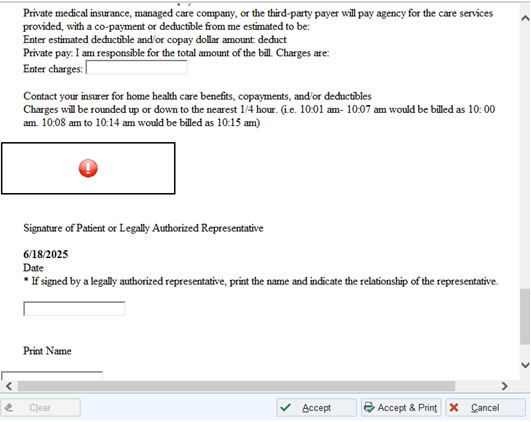 Private medical insurance, managed care company, or the third-party payer will pay agency for the care services
provided, with a co-payment or deductible from me estimated to be:
Enter estimated deductible and/or copay dollar amount: deduct
Private pay: I am responsible for the total amount of the bill. Charges are:
Enter charges:
Contact your insurer for home health care benefits, copayments, and/or deductibles
Charges will be rounded up or down to the nearest 1/4 hour. (i.e. 10:01 am- 10:07 am would be billed as 10: 00
am. 10:08 am to 10:14 am would be billed as 10:15 am)
Signature of Patient or Legally Authorized Representative
6/18/2025
Date
* If signed by a legally authorized representative, print the name and indicate the relationship of the representative.
Print Name
Clear Accept Accept & Print Cancel